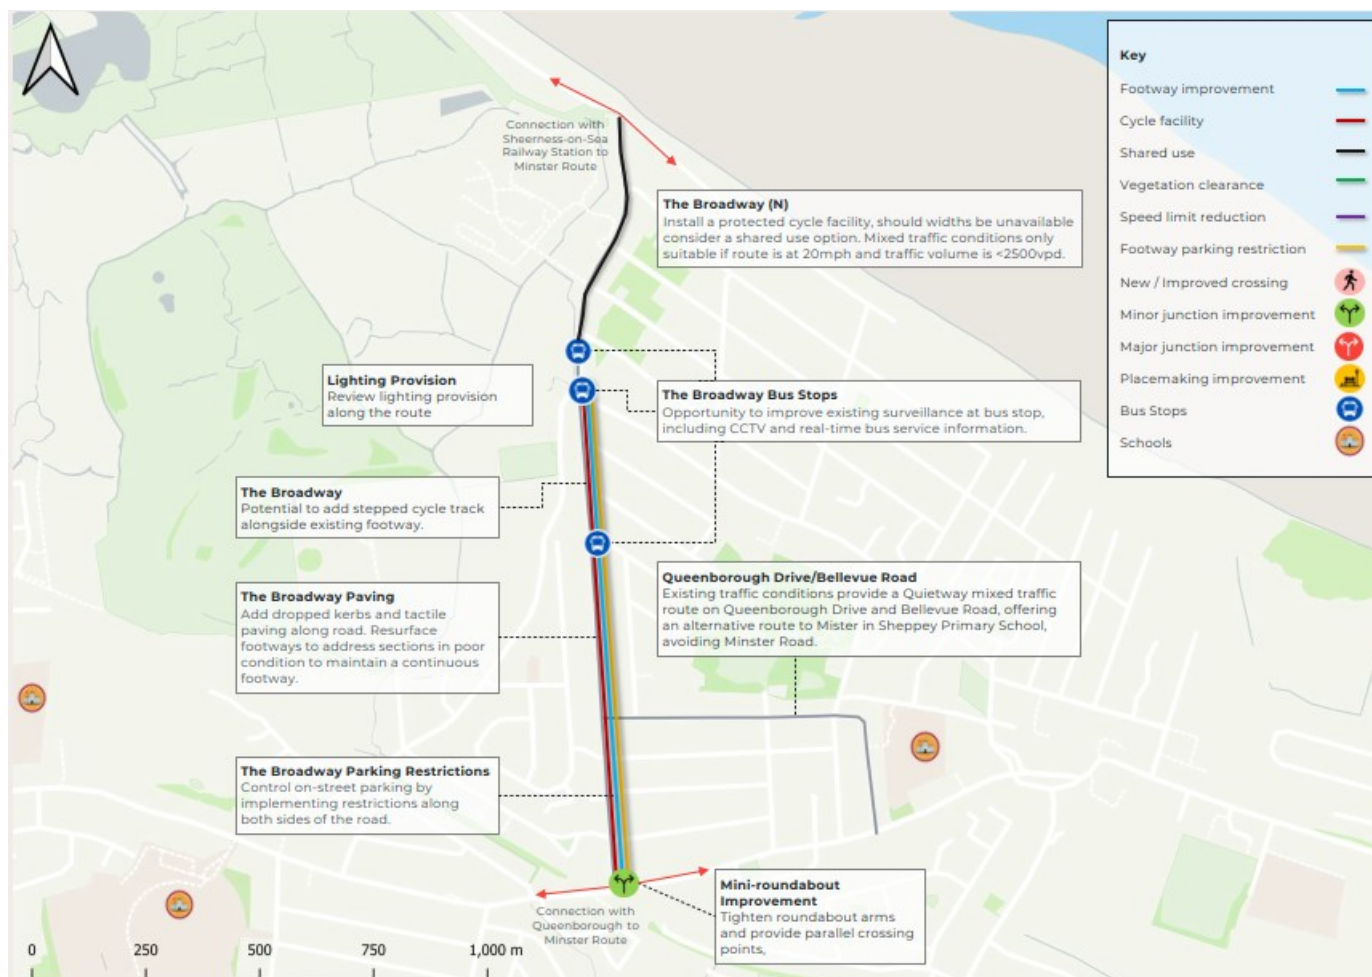 Connection with
Sheerness-on-Sea
Railway Station to
Minster Route
The Broadway (N)
Install a protected cycle facility, should widths be unavailable
consider a shared use option. Mixed traffic conditions only
suitable if route is at 20mph and traffic volume is <2500vpd.
Lighting Provision
Review lighting provision
along the route
The Broadway Bus Stops
Opportunity to improve existing surveillance at bus stop,
including CCTV and real-time bus service information.
The Broadway
Potential to add stepped cycle track
alongside existing footway.
The Broadway Paving
Add dropped kerbs and tactile
paving along road. Resurface
footways to address sections in poor
condition to maintain a continuous
footway.
Queenborough Drive/Bellevue Road
Existing traffic conditions provide a Quietway mixed traffic
route on Queenborough Drive and Bellevue Road, offering
an alternative route to Mister in Sheppey Primary School,
avoiding Minster Road.
The Broadway Parking Restrictions
Control on-street parking by
implementing restrictions along
both sides of the road.
Mini-roundabout
Improvement
Tighten roundabout arms
and provide parallel crossing
points,
Connection with
Queenborough to
Minster Route
0 250 500 750 1,000 m
Key
Footway improvement
Cycle facility
Shared use
Vegetation clearance
Speed limit reduction
Footway parking restriction
New / Improved crossing
Minor junction improvement
Major junction improvement
Placemaking improvement
Bus Stops
Schools